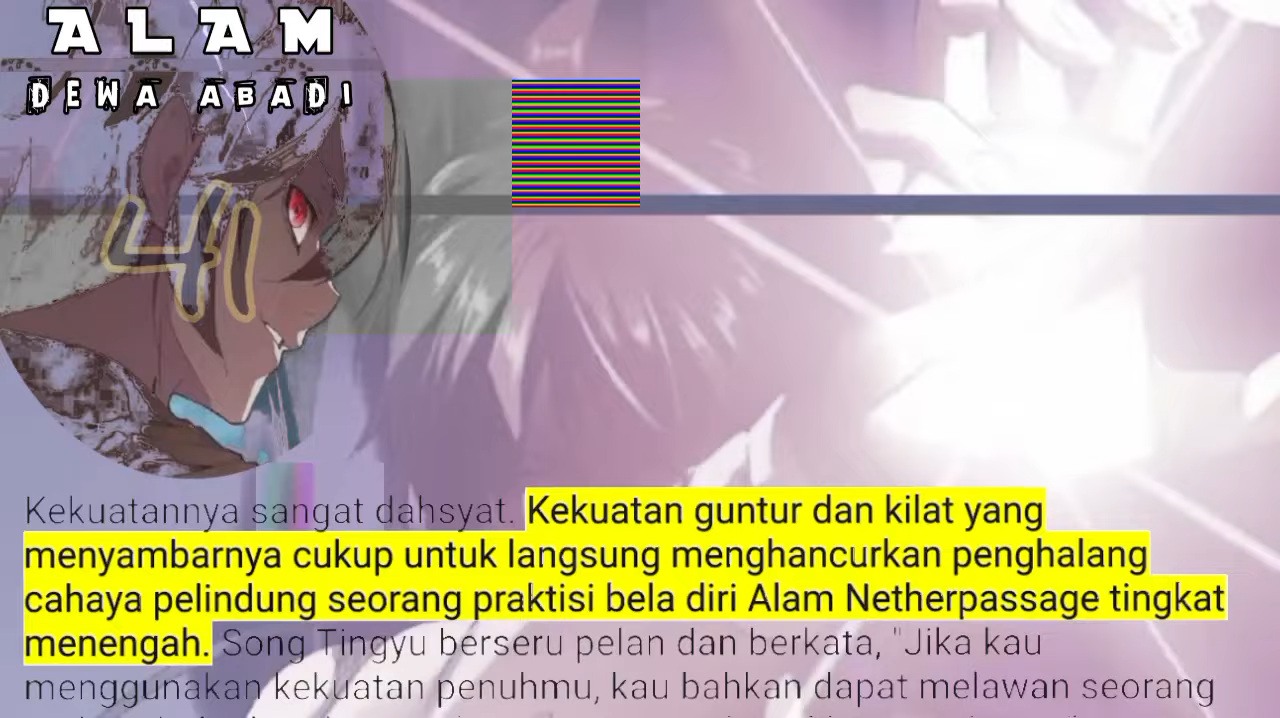 ALAM
DEWA ABADI
41
Kekuatannya sangat dahsyat. Kekuatan guntur dan kilat yang
menyambarnya cukup untuk langsung menghancurkan penghalang
cahaya pelindung seorang praktisi bela diri Alam Netherpassage tingkat
menengah. Song Tingyu berseru pelan dan berkata, "Jika kau
menggunakan kekuatan penuhmu, kau bahkan dapat melawan seorang